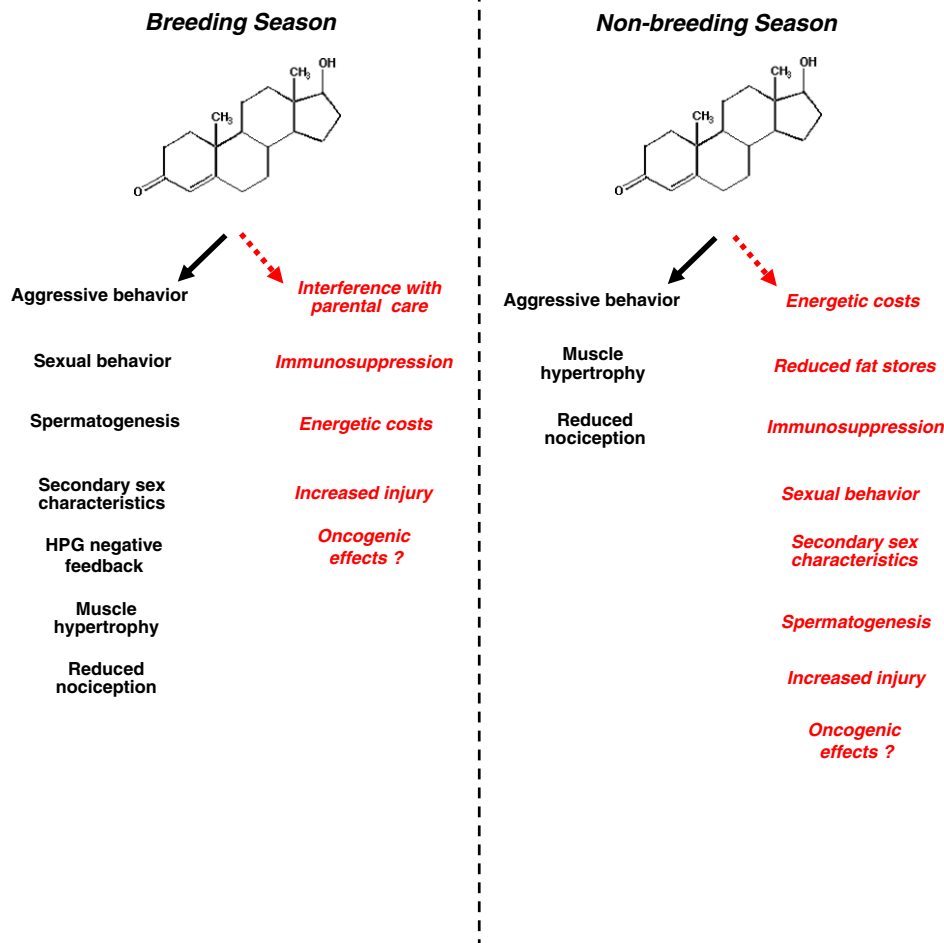 Breeding Season
OH
CH3
CH3
O
Aggressive behavior
Sexual behavior
Spermatogenesis
Secondary sex
characteristics
HPG negative
feedback
Muscle
hypertrophy
Reduced
nociception
Interference with
parental care
Immunosuppression
Energetic costs
Increased injury
Oncogenic
effects ?
Non-breeding Season
OH
CH3
CH3
O
Aggressive behavior
Muscle
hypertrophy
Reduced
nociception
Energetic costs
Reduced fat stores
Immunosuppression
Sexual behavior
Secondary sex
characteristics
Spermatogenesis
Increased injury
Oncogenic
effects ?